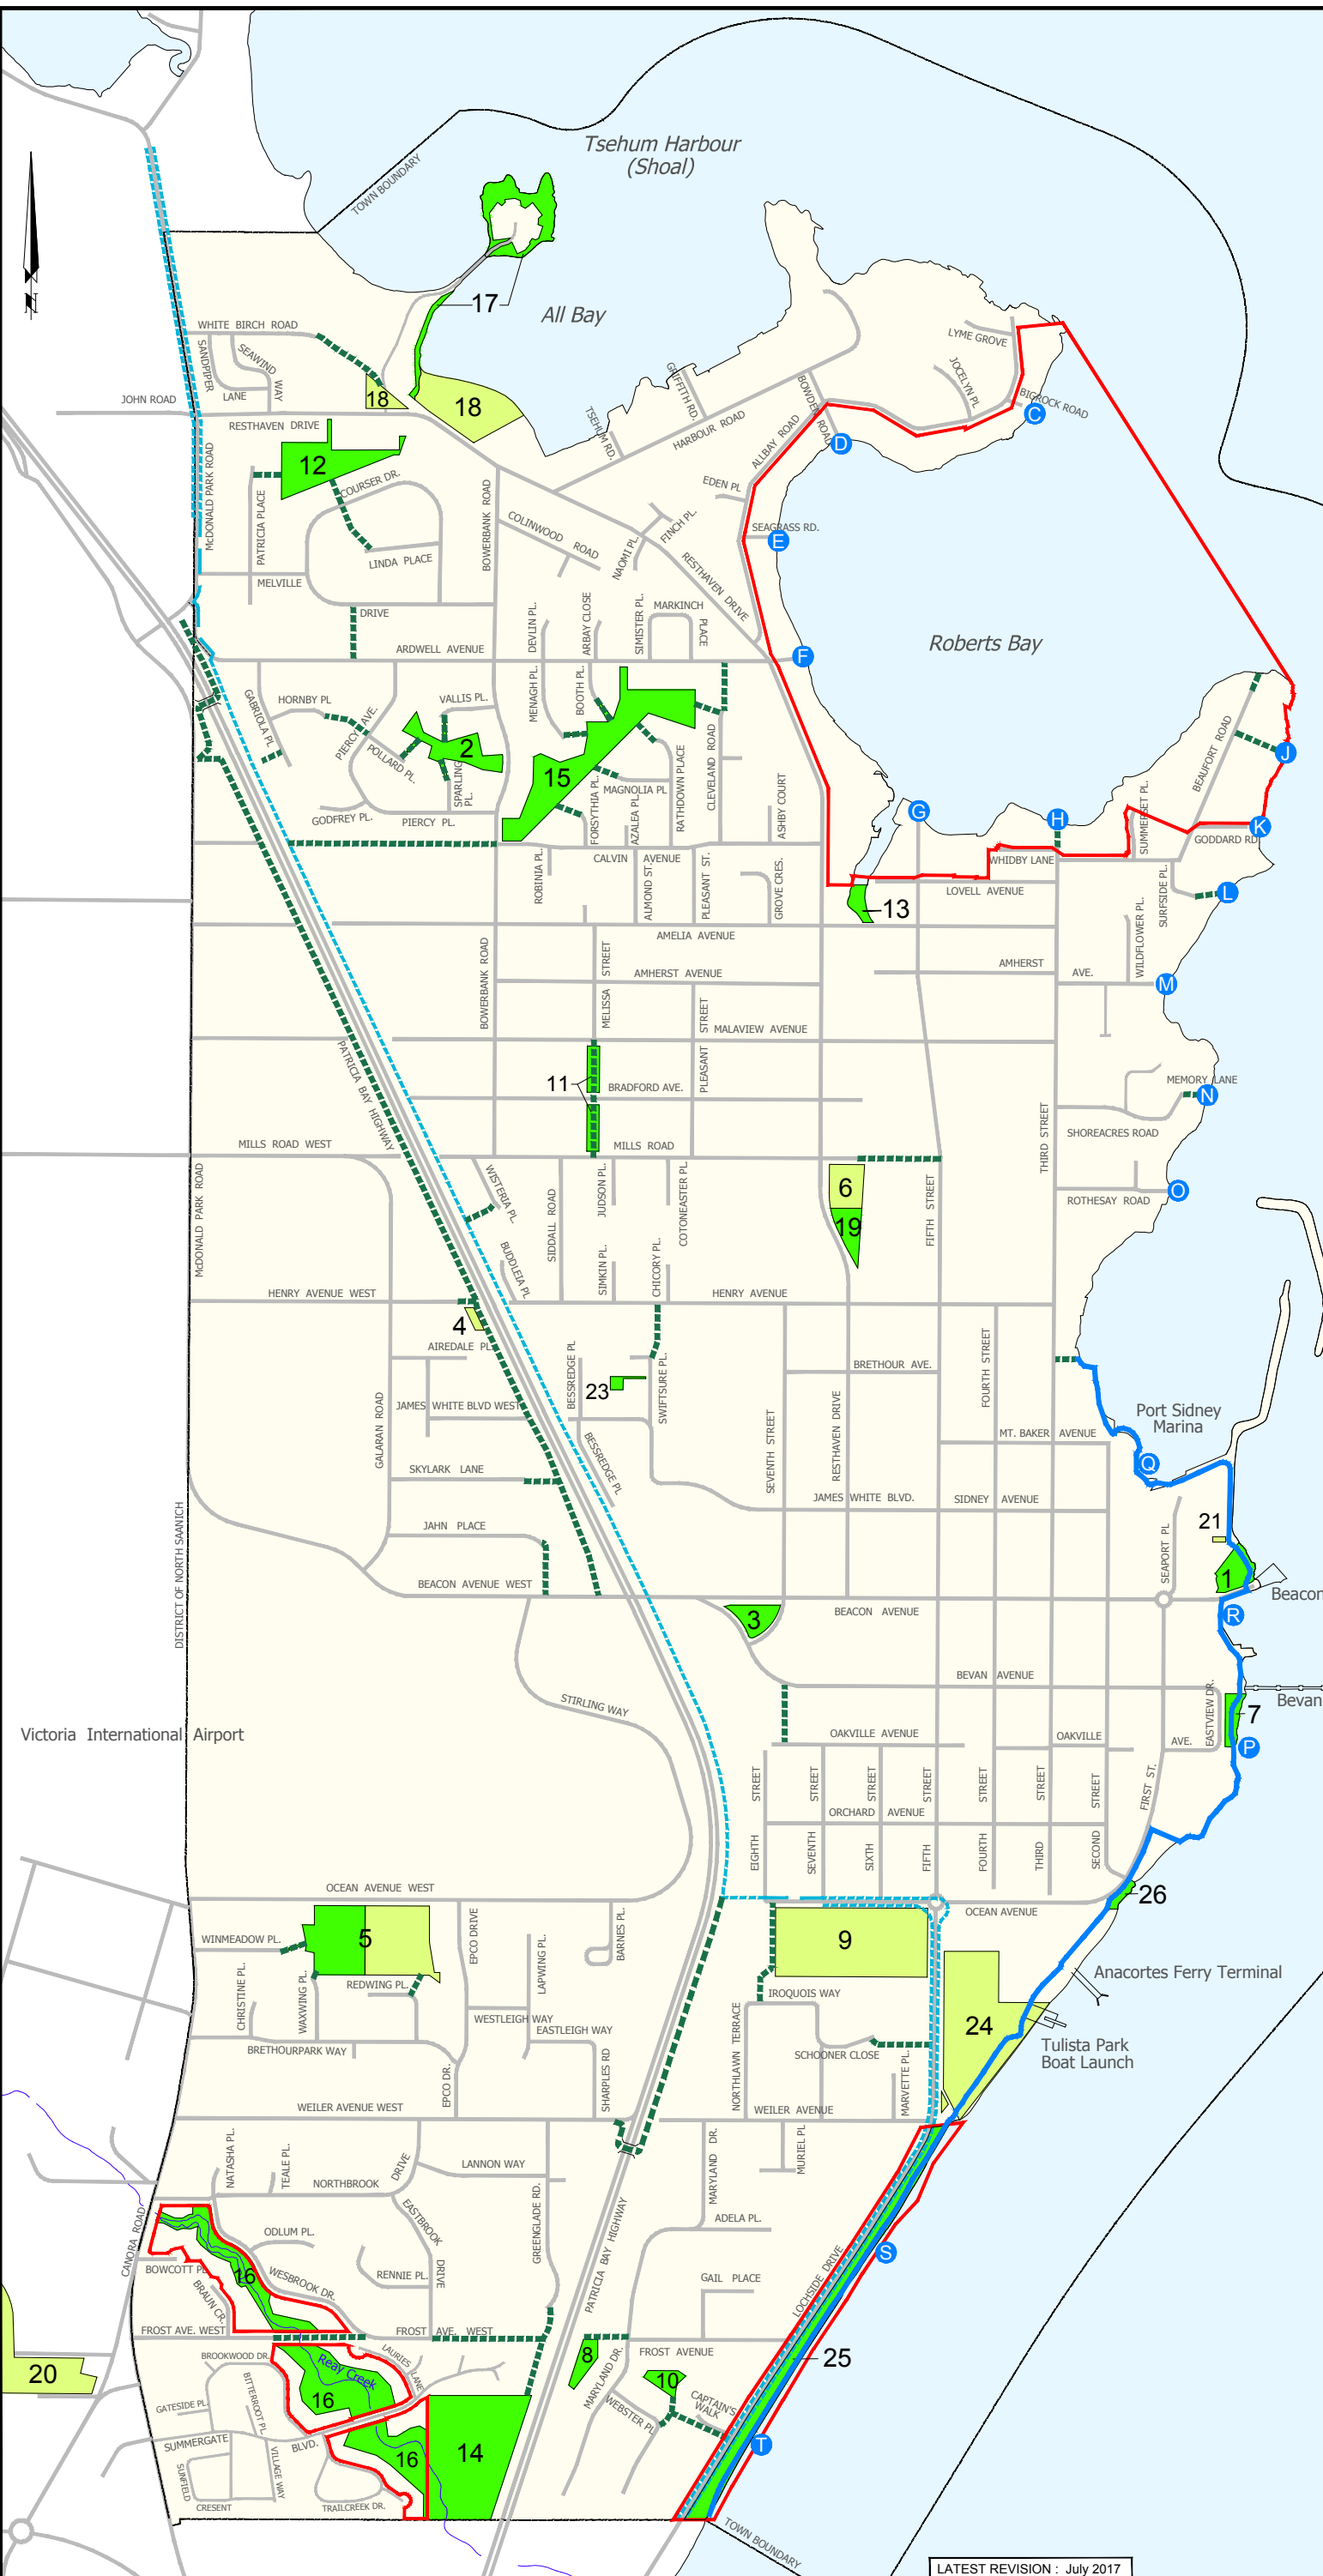 Tsehum Harbour
(Shoal)
TOWN BOUNDARY
N
17
All Bay
WHITE BIRCH ROAD
SANDPIPER
SEAWIND
WAY
LANE
JOHN ROAD
18
18
RESTHAVEN DRIVE
LYME GROVE
JOCELYN PL
BIGROCK ROAD
C
GRIFFITH RD.
BOWDEN
ROAD
D
TSEHUM RD.
HARBOUR ROAD
ALLBAY ROAD
12
McDONALD PARK ROAD
PATRICIA PLACE
COURSER DR.
BOWERBANK ROAD
EDEN PL
COLINWOOD ROAD
FINCH PL.
SEAGRASS RD.
E
LINDA PLACE
NAOMI PL.
RESTHAVEN DRIVE
MELVILLE
DRIVE
DEVLIN PL.
ARBAY CLOSE
SIMISTER PL.
MARKINCH
PLACE
Roberts Bay
ARDWELL AVENUE
F
GABRIOLA PL
HORNBY PL
PIERCY AVE.
VALLIS PL.
MENAGH PL.
BOOTH PL.
POLLARD PL.
2
SPARLING
PL.
15
CLEVELAND ROAD
BEAUFORT ROAD
J
RATHDOWN PLACE
MAGNOLIA PL
FORSYTHIA PL.
AZALEA PL.
ASHBY COURT
G
H
SUMMERSET PL.
K
GODFREY PL.
PIERCY PL.
GODDARD RD.
ROBINIA PL.
CALVIN AVENUE
ALMOND ST.
PLEASANT ST.
GROVE CRES.
WHIDBY LANE
LOVELL AVENUE
SURFSIDE PL.
L
13
WILDFLOWER PL.
AMELIA AVENUE
BOWERBANK ROAD
MELISSA STREET
AMHERST AVENUE
AMHERST
AVE.
M
PLEASANT STREET
MALAVIEW AVENUE
PATRICIA BAY HIGHWAY
11
BRADFORD AVE.
MEMORY LANE
N
THIRD STREET
SHOREACRES ROAD
MILLS ROAD WEST
MILLS ROAD
McDONALD PARK ROAD
WISTERIA PL.
SIDDALL ROAD
JUDSON PL.
COTONEASTER PL.
6
FIFTH STREET
ROTHESAY ROAD
O
19
BUDDLEIA PL
SIMKIN PL.
CHICORY PL.
HENRY AVENUE WEST
HENRY AVENUE
4
AIREDALE PL.
BRETHOUR AVE.
FOURTH STREET
23
BESSREDGE PL
SWIFTSURE PL.
JAMES WHITE BLVD WEST
SEVENTH STREET
RESTHAVEN DRIVE
Port Sidney
Marina
GALARAN ROAD
BESSREDGE PL
MT. BAKER AVENUE
Q
SKYLARK LANE
JAMES WHITE BLVD.
SIDNEY AVENUE
DISTRICT OF NORTH SAANICH
JAHN PLACE
21
SEAPORT PL
1
BEACON AVENUE WEST
3
BEACON AVENUE
R
Beacon
BEVAN AVENUE
STIRLING WAY
EASTVIEW DR.
7
Bevan
Victoria International Airport
OAKVILLE AVENUE
OAKVILLE
AVE.
P
EIGHTH STREET
SEVENTH STREET
SIXTH STREET
FIFTH STREET
FOURTH STREET
THIRD STREET
SECOND STREET
FIRST ST.
ORCHARD AVENUE
OCEAN AVENUE WEST
26
OCEAN AVENUE
WINMEADOW PL.
5
EPCO DRIVE
LAPWING PL.
BARNES PL.
9
CHRISTINE PL.
WAXWING PL.
REDWING PL.
Anacortes Ferry Terminal
IROQUOIS WAY
NORTHLAWN TERRACE
WESTLEIGH WAY
EASTLEIGH WAY
24
Tulista Park
Boat Launch
BRETHOURPARK WAY
SCHOONER CLOSE
EPCO DR.
SHARPLES RD
MARVETTE PL.
WEILER AVENUE WEST
WEILER AVENUE
NATASHA PL.
TEALE PL.
LANNON WAY
MARYLAND DR.
MURIEL PL
NORTHBROOK
DRIVE
EASTBROOK
DRIVE
GREENGLADE RD.
CANORA ROAD
ODLUM PL.
ADELA PL.
BOWCOTT PL
16
WESBROOK DR.
RENNIE PL.
PATRICIA BAY HIGHWAY
GAIL PLACE
LOCHSIDE DRIVE
S
BRAUN CR.
FROST AVE. WEST
FROST AVE. WEST
BROOKWOOD DR.
LAURIES LANE
8
FROST AVENUE
25
20
Reay Creek
16
MARYLAND DR.
10
GATESIDE PL.
BITTERROOT PL
WEBSTER PL
CAPTAIN'S
WALK
SUMMERGATE
BLVD.
16
14
T
SUNFIELD
CRESENT
VILLAGE WAY
TRAILCREEK DR.
TOWN BOUNDARY
LATEST REVISION : July 2017